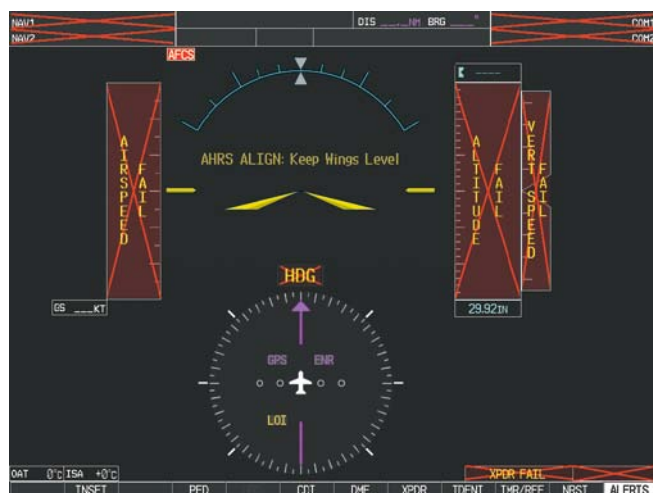 NAV1
NAV2
DIS __.__NM BRG ___°
COM1
COM2
AFCS
AIRSPEED FAIL
AHRS ALIGN: Keep Wings Level
ALTITUDE FAIL
VERT SPEED FAIL
----
HDG
GS ___KT
29.92IN
GPS ENR
LOI
OAT 0°C ISA +0°C
XPDR FAIL
INSET PFD CDI DME XPDR IDENT TMR/REF NRST ALERTS